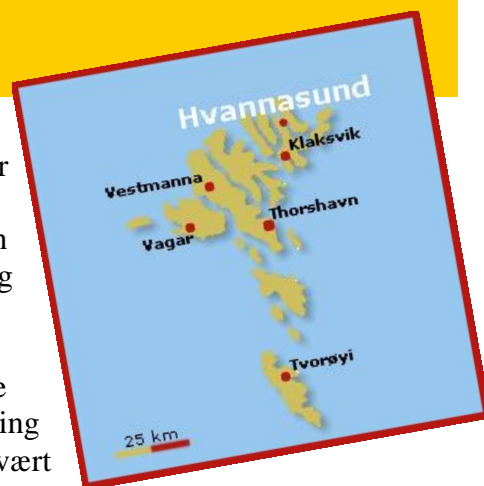 Hvannasund
Klaksvik
Vestmanna
Thorshavn
Vagar
Tvorøyi
25 km
r
n
g
e
ing
vært